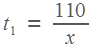 t₁ = 110/x